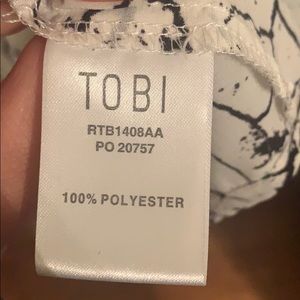 TOBI
RTB1408AA
PO 20757
100% POLYESTER